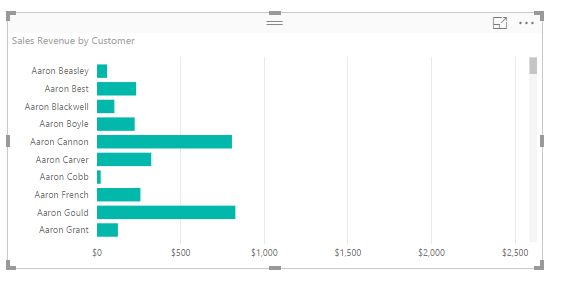 Sales Revenue by Customer
Aaron Beasley
Aaron Best
Aaron Blackwell
Aaron Boyle
Aaron Cannon
Aaron Carver
Aaron Cobb
Aaron French
Aaron Gould
Aaron Grant
$0 $500 $1,000 $1,500 $2,000 $2,500